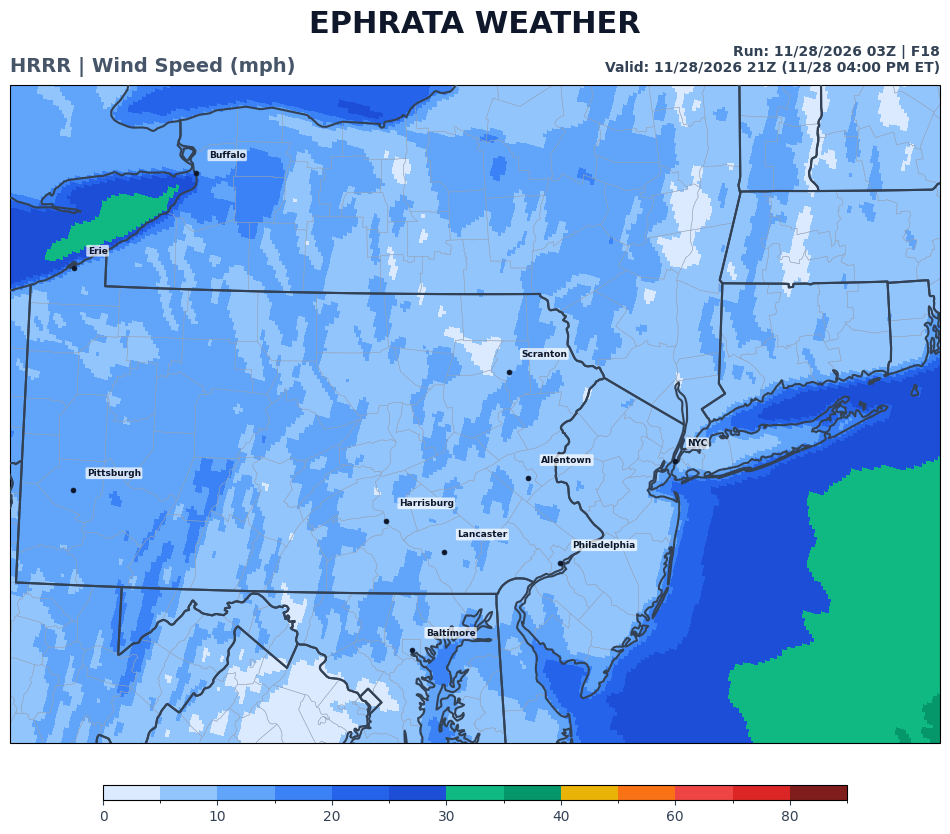 EPHRATA WEATHER
HRRR | Wind Speed (mph)
Run: 11/28/2026 03Z | F18
Valid: 11/28/2026 21Z (11/28 04:00 PM ET)
Buffalo
Erie
Scranton
NYC
Allentown
Pittsburgh
Harrisburg
Lancaster
Philadelphia
Baltimore
0 10 20 30 40 60 80